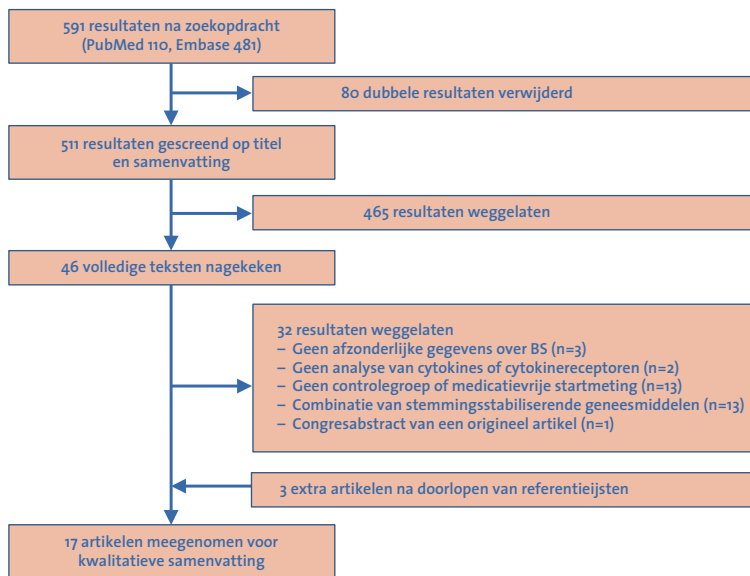 591 resultaten na zoekopdracht
(PubMed 110, Embase 481)
80 dubbele resultaten verwijderd
511 resultaten gescreend op titel
en samenvatting
465 resultaten weggelaten
46 volledige teksten nagekeken
32 resultaten weggelaten
– Geen afzonderlijke gegevens over BS (n=3)
– Geen analyse van cytokines of cytokinereceptoren (n=2)
– Geen controlegroep of medicatievrije startmeting (n=13)
– Combinatie van stemmingsstabiliserende geneesmiddelen (n=13)
– Congresabstract van een origineel artikel (n=1)
3 extra artikelen na doorlopen van referentieijsten
17 artikelen meegenomen voor
kwalitatieve samenvatting